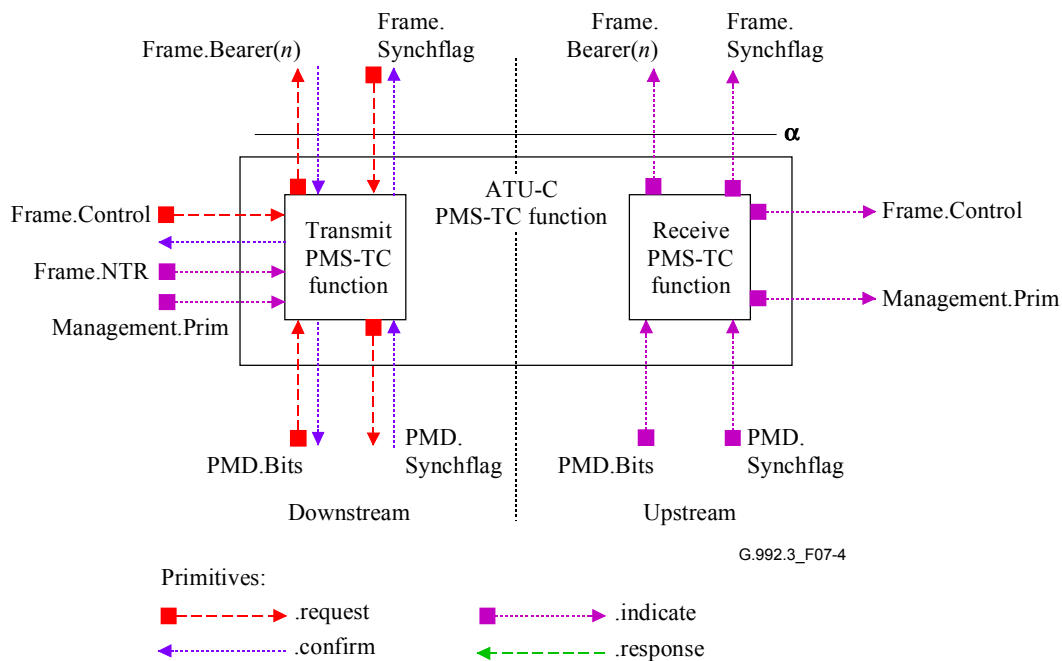 Frame.Bearer(n)
Frame.
Synchflag
Frame.
Bearer(n)
Frame.
Synchflag
α
ATU-C
PMS-TC function
Frame.Control
Frame.NTR
Management.Prim
Transmit
PMS-TC
function
Receive
PMS-TC
function
Frame.Control
Management.Prim
PMD.Bits
PMD.
Synchflag
PMD.Bits
PMD.
Synchflag
Downstream
Upstream
G.992.3_F07-4
Primitives:
.request
.indicate
.confirm
.response